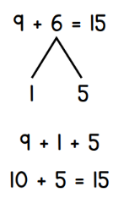 9 + 6 = 15
1 5
9 + 1 + 5
10 + 5 = 15